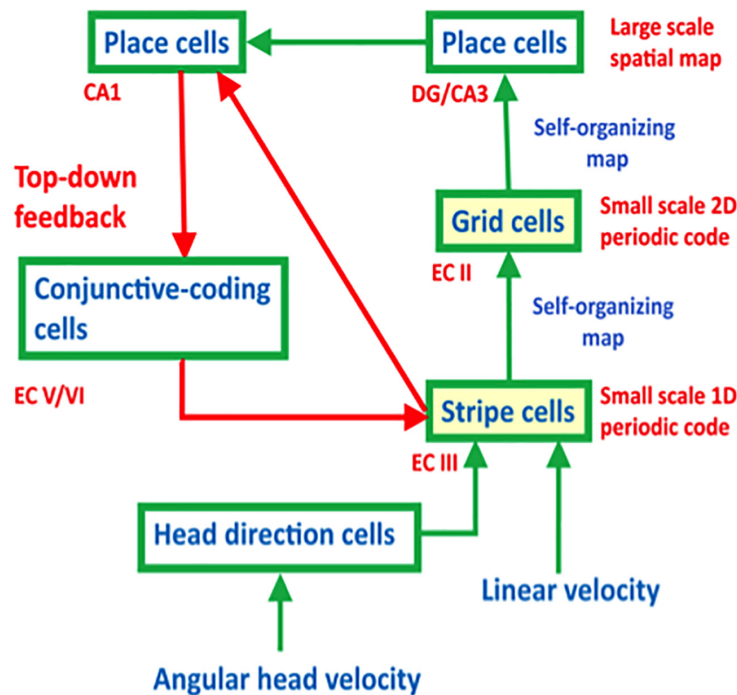 Place cells
Place cells
Large scale
spatial map
CA1
DG/CA3
Self-organizing
map
Top-down
feedback
Grid cells
Small scale 2D
periodic code
EC II
Conjunctive-coding
cells
Self-organizing
map
EC V/VI
Stripe cells
Small scale 1D
periodic code
EC III
Head direction cells
Linear velocity
Angular head velocity